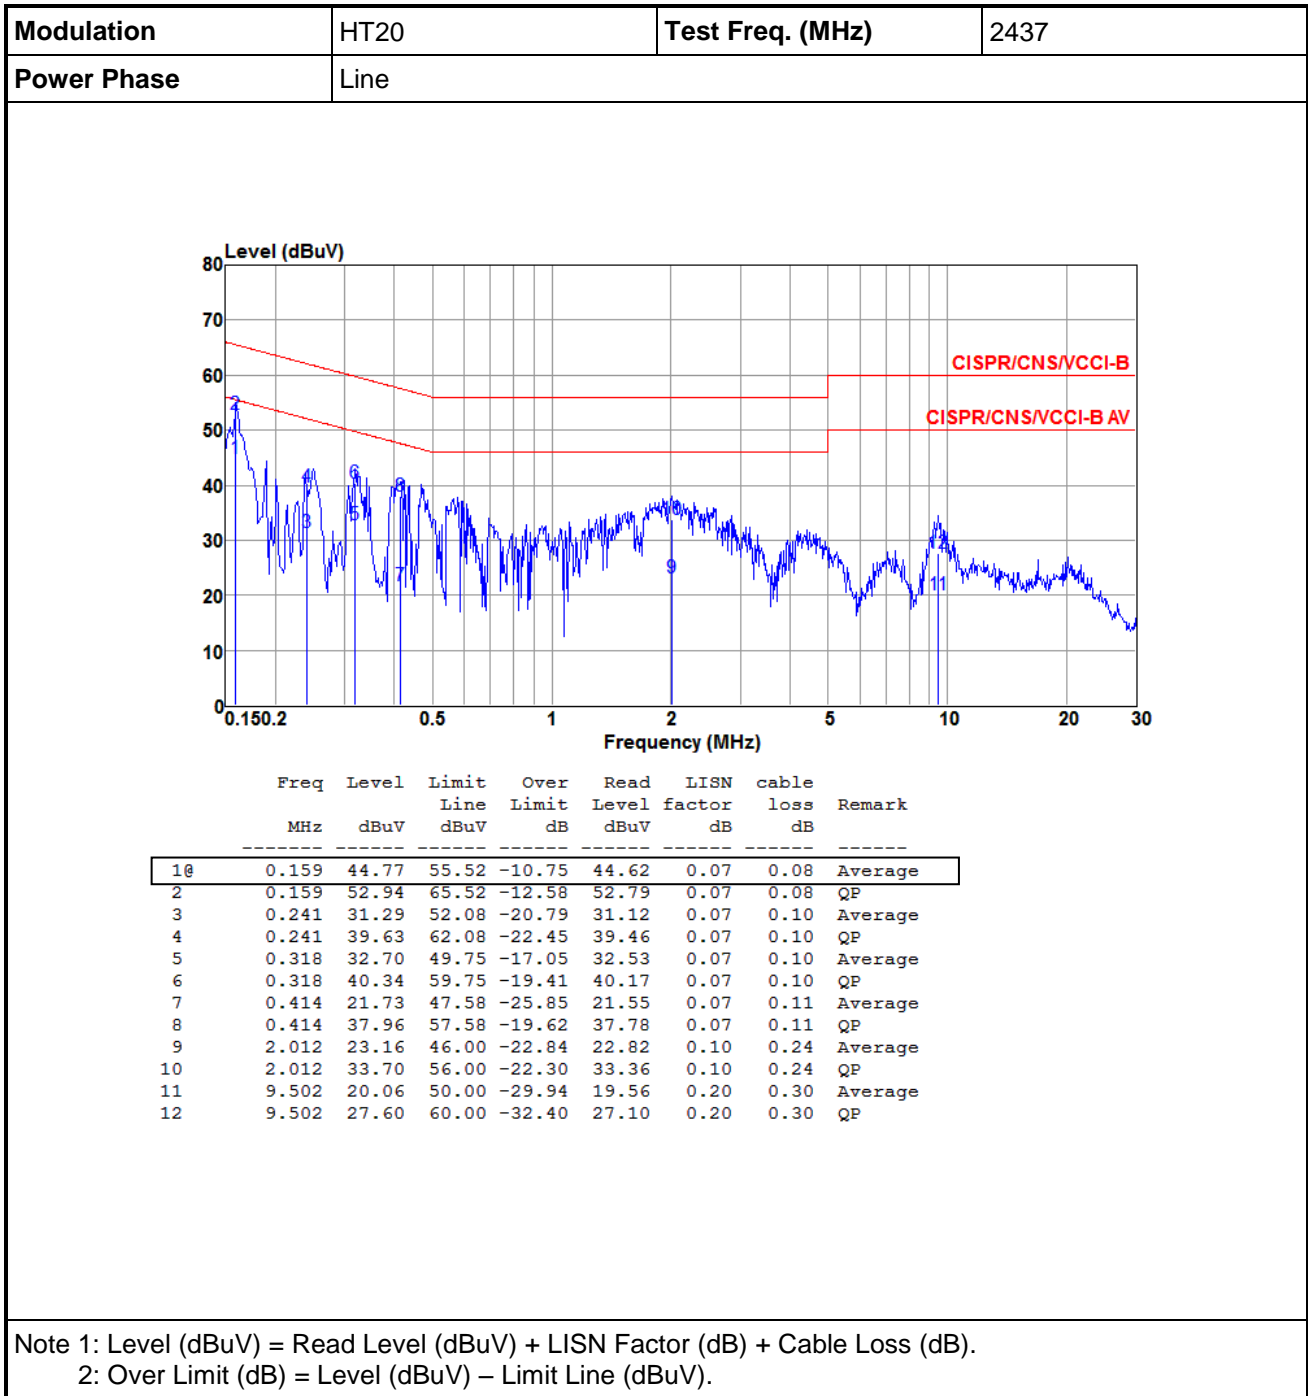 Modulation HT20 Test Freq. (MHz) 2437
Power Phase Line
Level (dBuV)
80
70
60
50
40
30
20
10
0
CISPR/CNS/VCCI-B
CISPR/CNS/VCCI-B AV
2
1
4
3
6
5
8
7
10
9
12
11
0.15 0.2 0.5 1 2 5 10 20 30
Frequency (MHz)
Freq Level Limit Over Read LISN cable
Line Limit Level factor loss Remark
MHz dBuV dBuV dB dBuV dB dB
------- ------ ------ ------ ------ ------ ------ ------
1@ 0.159 44.77 55.52 -10.75 44.62 0.07 0.08 Average
2 0.159 52.94 65.52 -12.58 52.79 0.07 0.08 QP
3 0.241 31.29 52.08 -20.79 31.12 0.07 0.10 Average
4 0.241 39.63 62.08 -22.45 39.46 0.07 0.10 QP
5 0.318 32.70 49.75 -17.05 32.53 0.07 0.10 Average
6 0.318 40.34 59.75 -19.41 40.17 0.07 0.10 QP
7 0.414 21.73 47.58 -25.85 21.55 0.07 0.11 Average
8 0.414 37.96 57.58 -19.62 37.78 0.07 0.11 QP
9 2.012 23.16 46.00 -22.84 22.82 0.10 0.24 Average
10 2.012 33.70 56.00 -22.30 33.36 0.10 0.24 QP
11 9.502 20.06 50.00 -29.94 19.56 0.20 0.30 Average
12 9.502 27.60 60.00 -32.40 27.10 0.20 0.30 QP
Note 1: Level (dBuV) = Read Level (dBuV) + LISN Factor (dB) + Cable Loss (dB).
2: Over Limit (dB) = Level (dBuV) – Limit Line (dBuV).